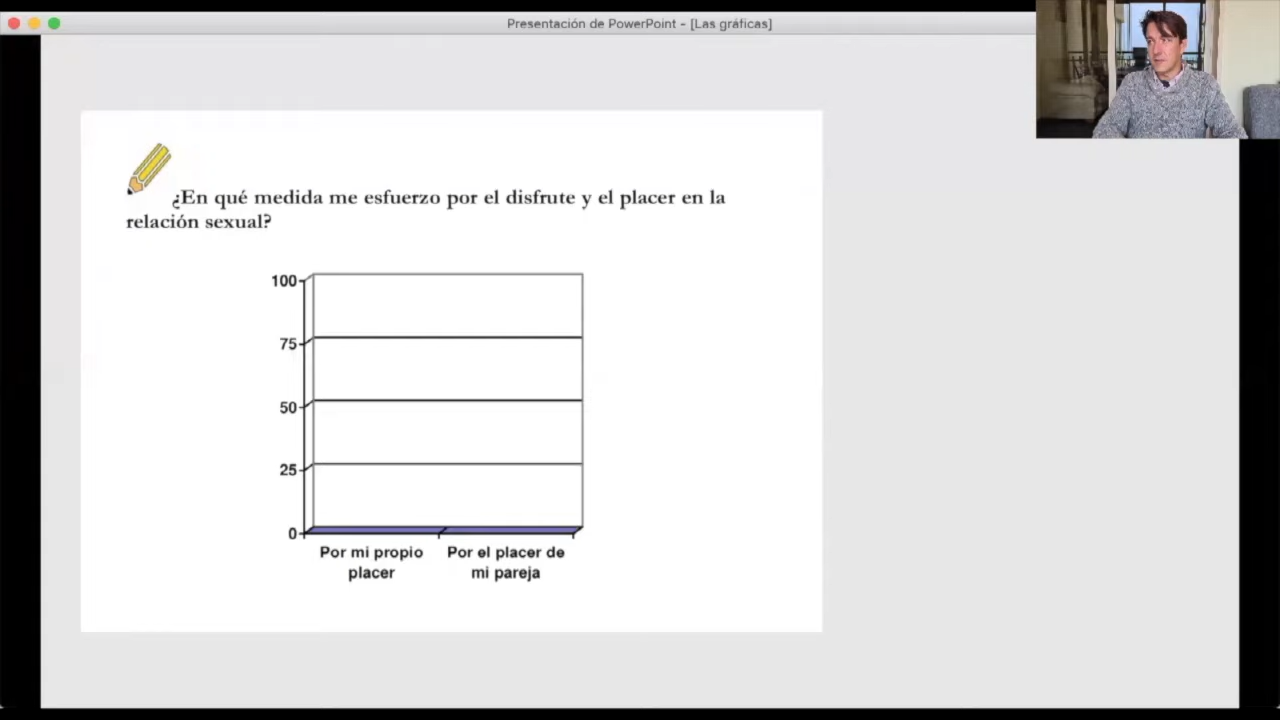 Presentación de PowerPoint - [Las gráficas]
¿En qué medida me esfuerzo por el disfrute y el placer en la
relación sexual?
100
75
50
25
0
Por mi propio
placer
Por el placer de
mi pareja